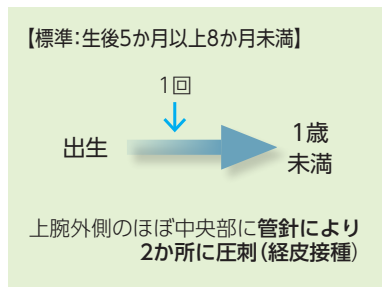 【標準:生後5か月以上8か月未満】
1回
出生
1歳
未満
上腕外側のほぼ中央部に管針により
2か所に圧刺(経皮接種)